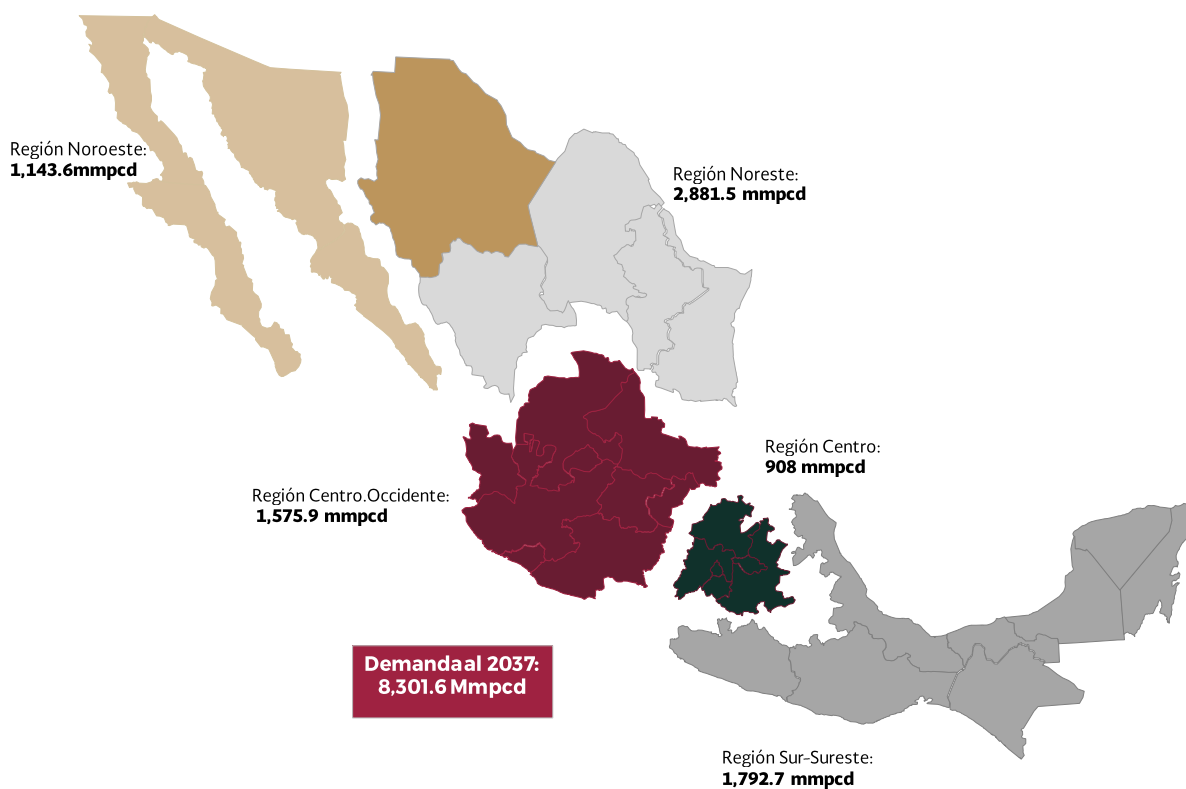 Región Noroeste:
1,143.6mmpcd
Región Noreste:
2,881.5 mmpcd
Región Centro:
908 mmpcd
Región Centro.Occidente:
1,575.9 mmpcd
Demandaal 2037:
8,301.6 Mmpcd
Región Sur-Sureste:
1,792.7 mmpcd